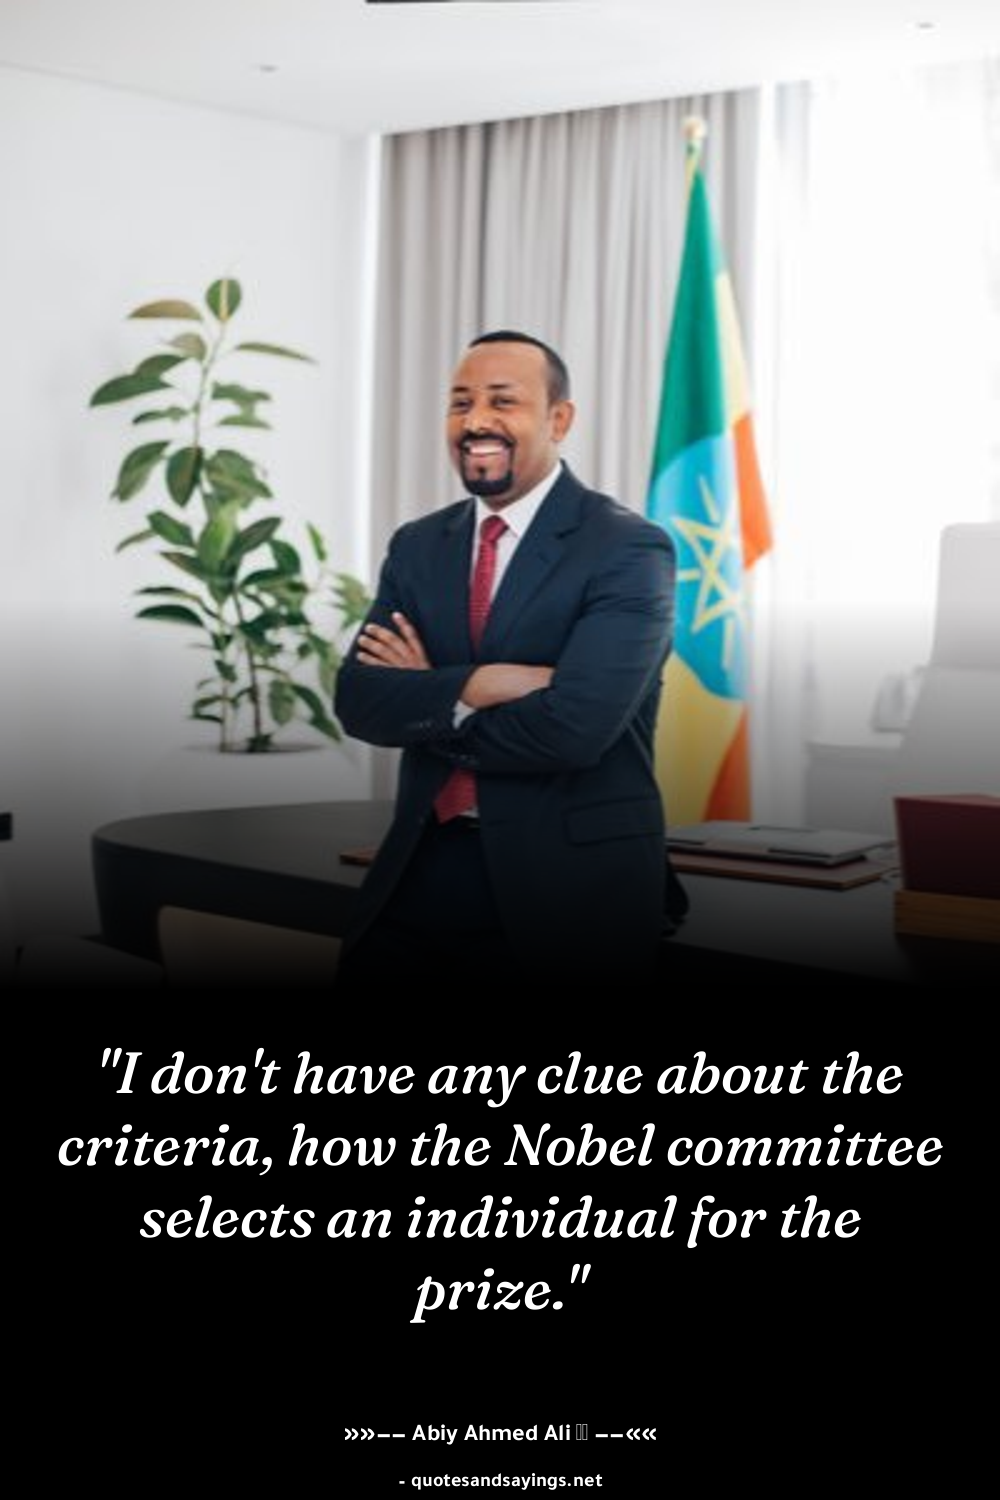 "I don't have any clue about the
criteria, how the Nobel committee
selects an individual for the
prize."
»»−− Abiy Ahmed Ali −−««
- quotesandsayings.net